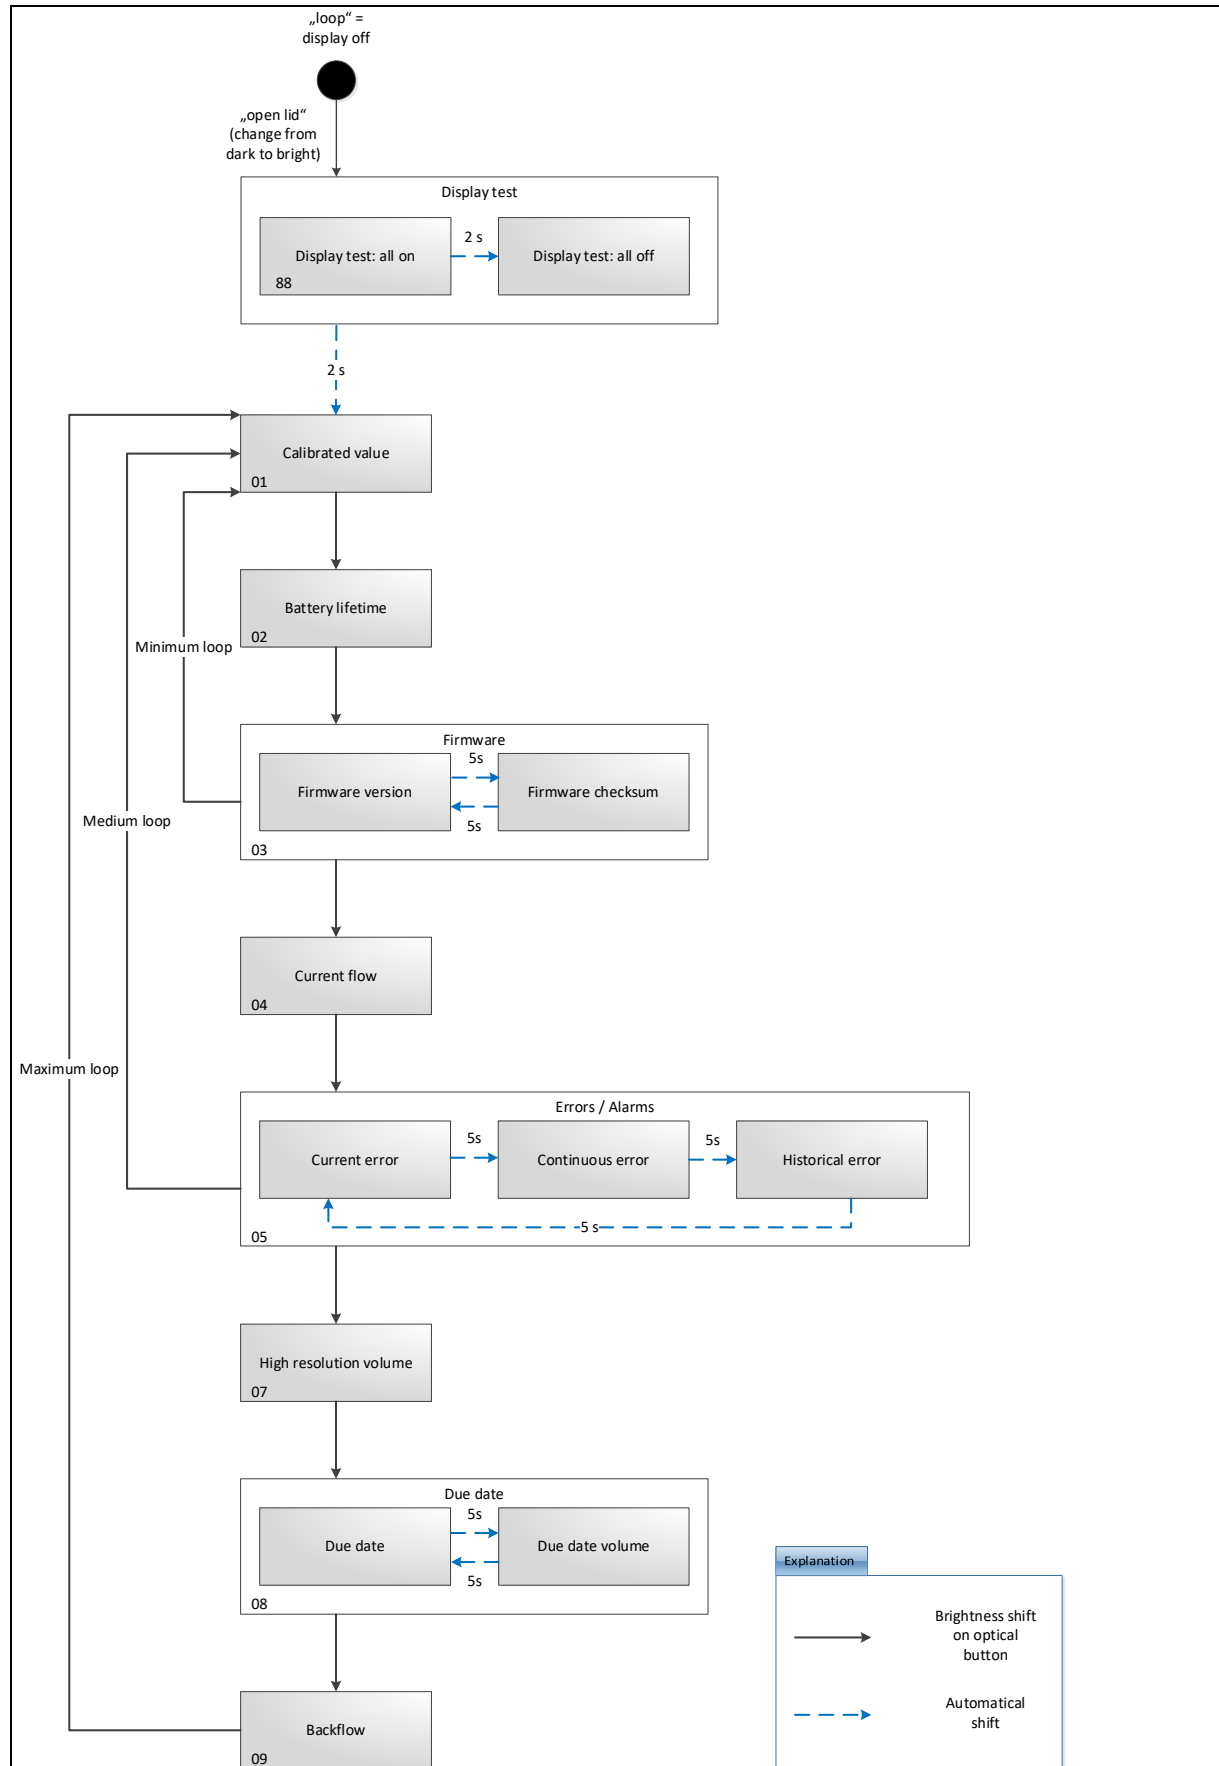 „loop“ =
display off
„open lid“
(change from
dark to bright)
Display test
Display test: all on
2 s
Display test: all off
88
2 s
Calibrated value
01
Battery lifetime
02
Minimum loop
Firmware
Firmware version
5s
5s
Firmware checksum
03
Medium loop
Current flow
04
Maximum loop
Errors / Alarms
Current error
5s
Continuous error
5s
Historical error
5 s
05
High resolution volume
07
Due date
Due date
5s
5s
Due date volume
08
Backflow
09
Explanation
Brightness shift
on optical
button
Automatical
shift